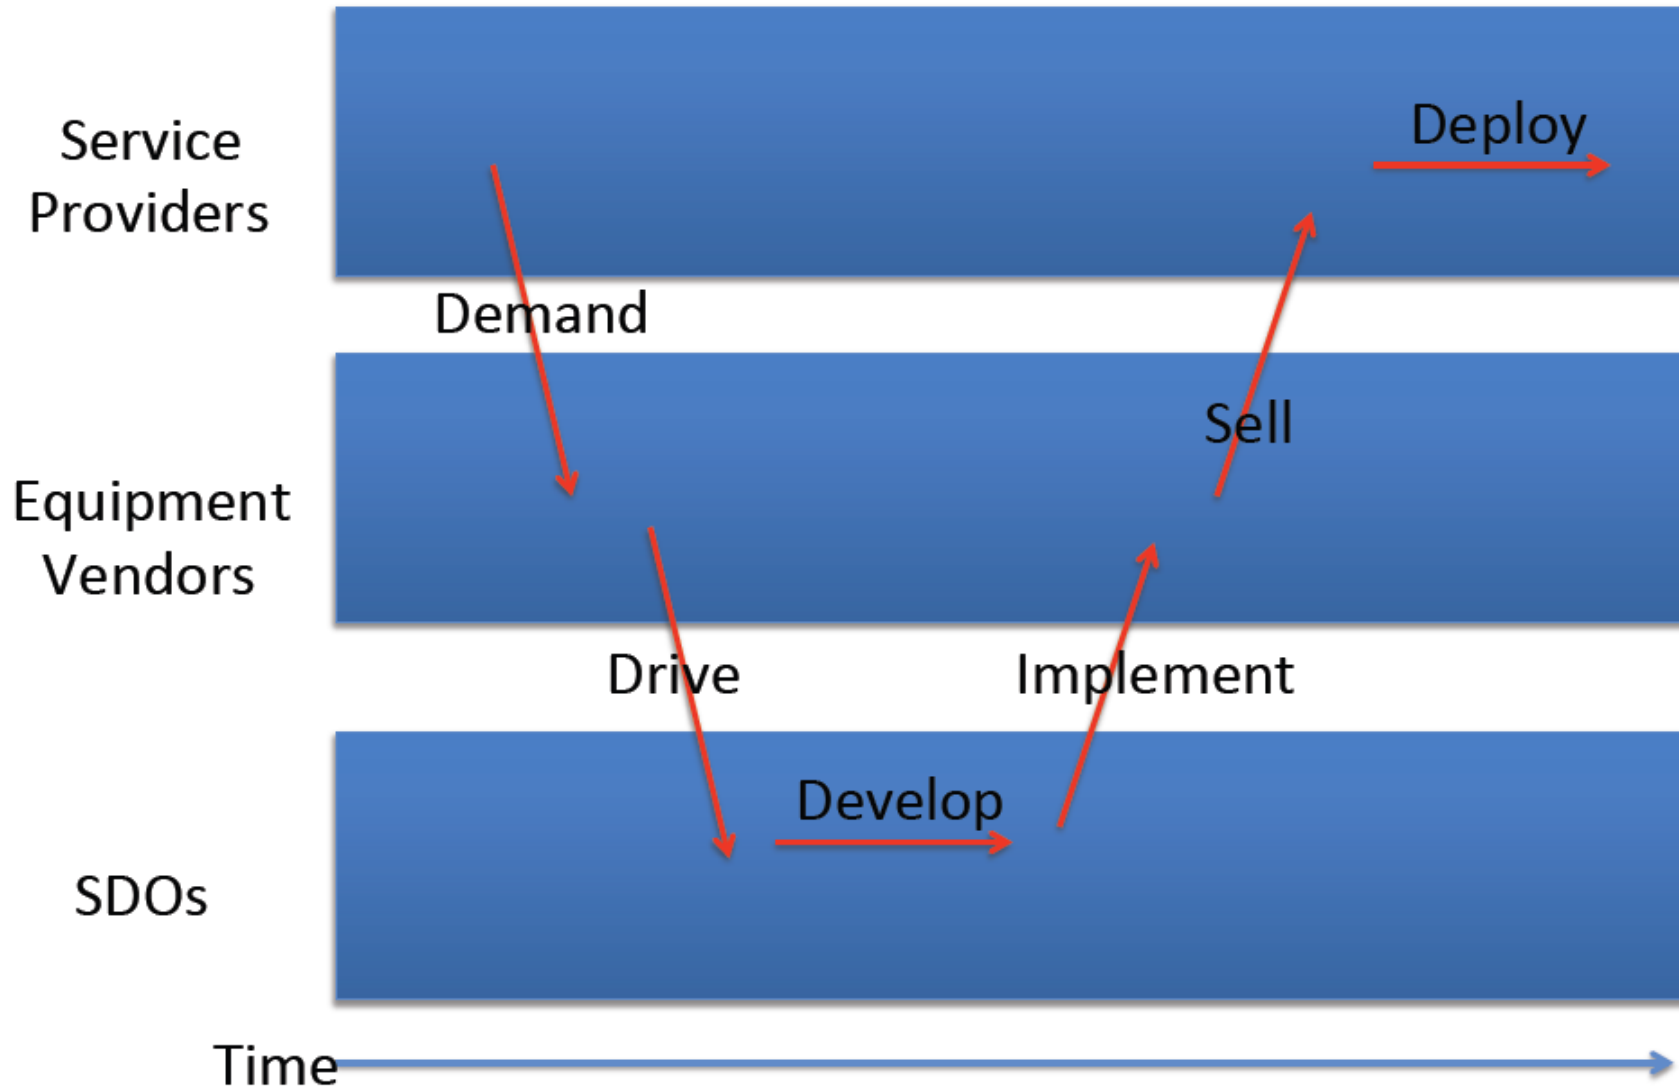 Service
Providers
Deploy
Demand
Equipment
Vendors
Sell
Drive
Implement
Develop
SDOs
Time